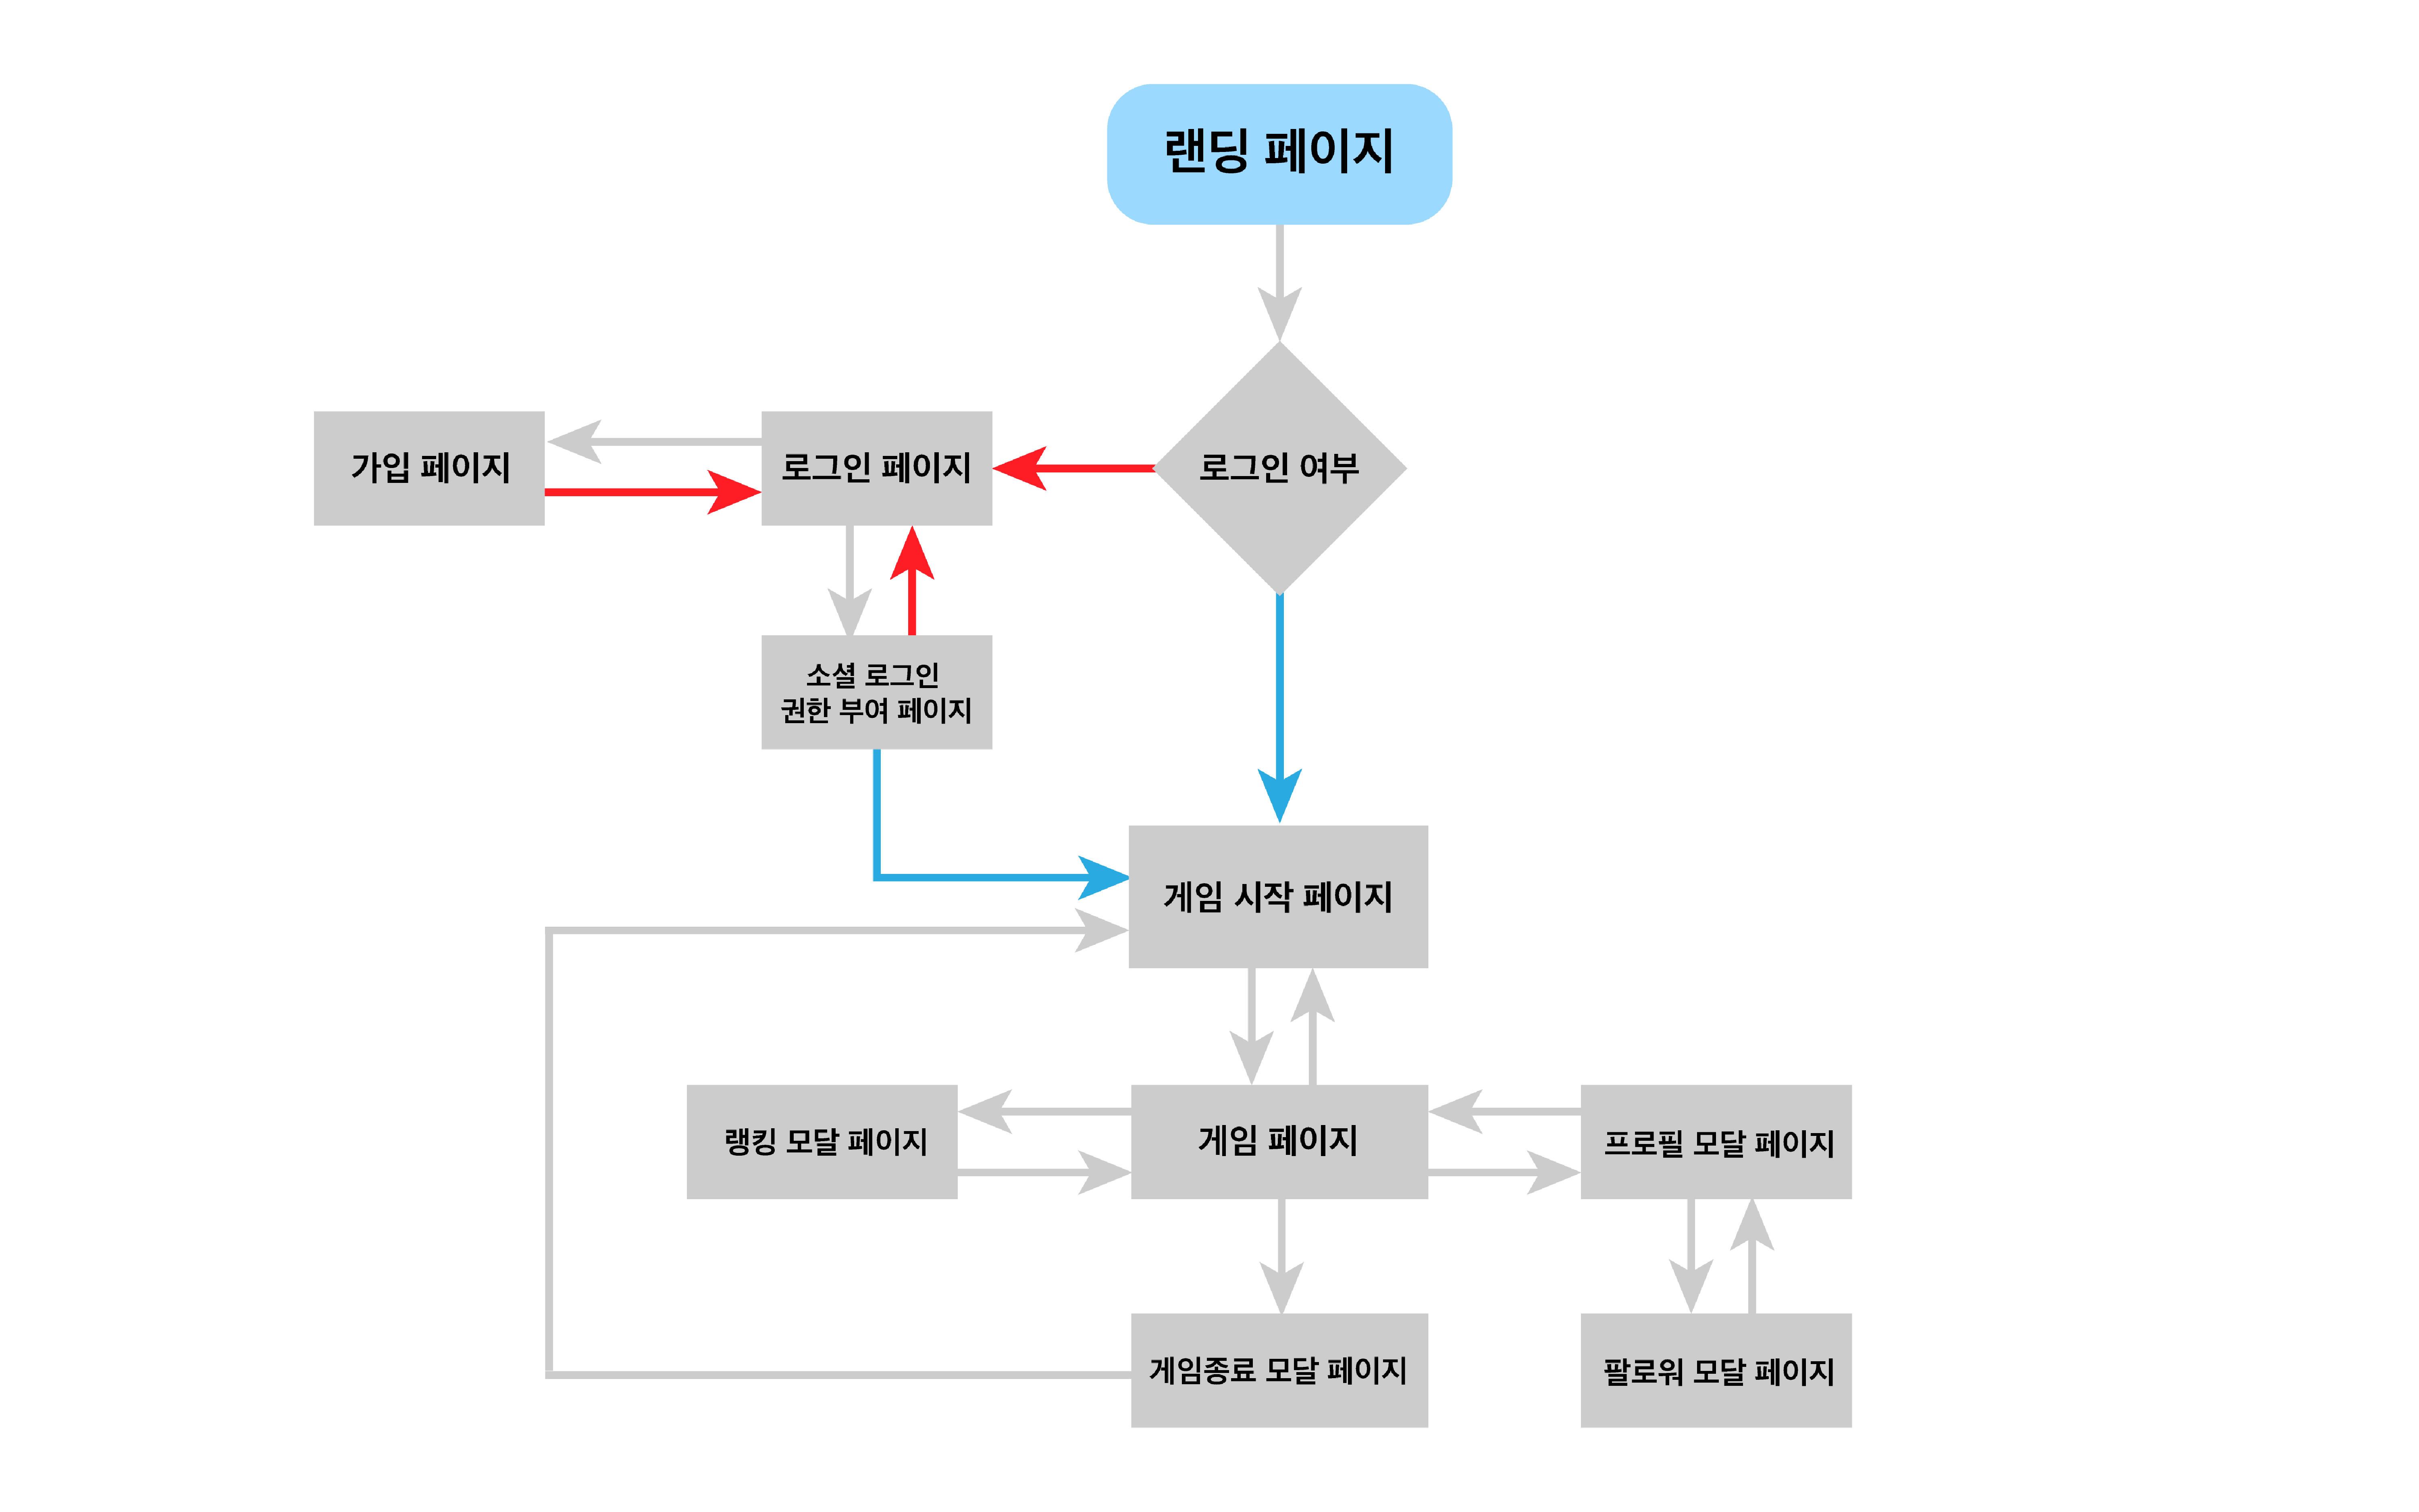 랜딩 페이지
가입 페이지
로그인 페이지
로그인 여부
소셜 로그인
권한 부여 페이지
게임 시작 페이지
랭킹 모달 페이지
게임 페이지
프로필 모달 페이지
게임종료 모달 페이지
팔로워 모달 페이지